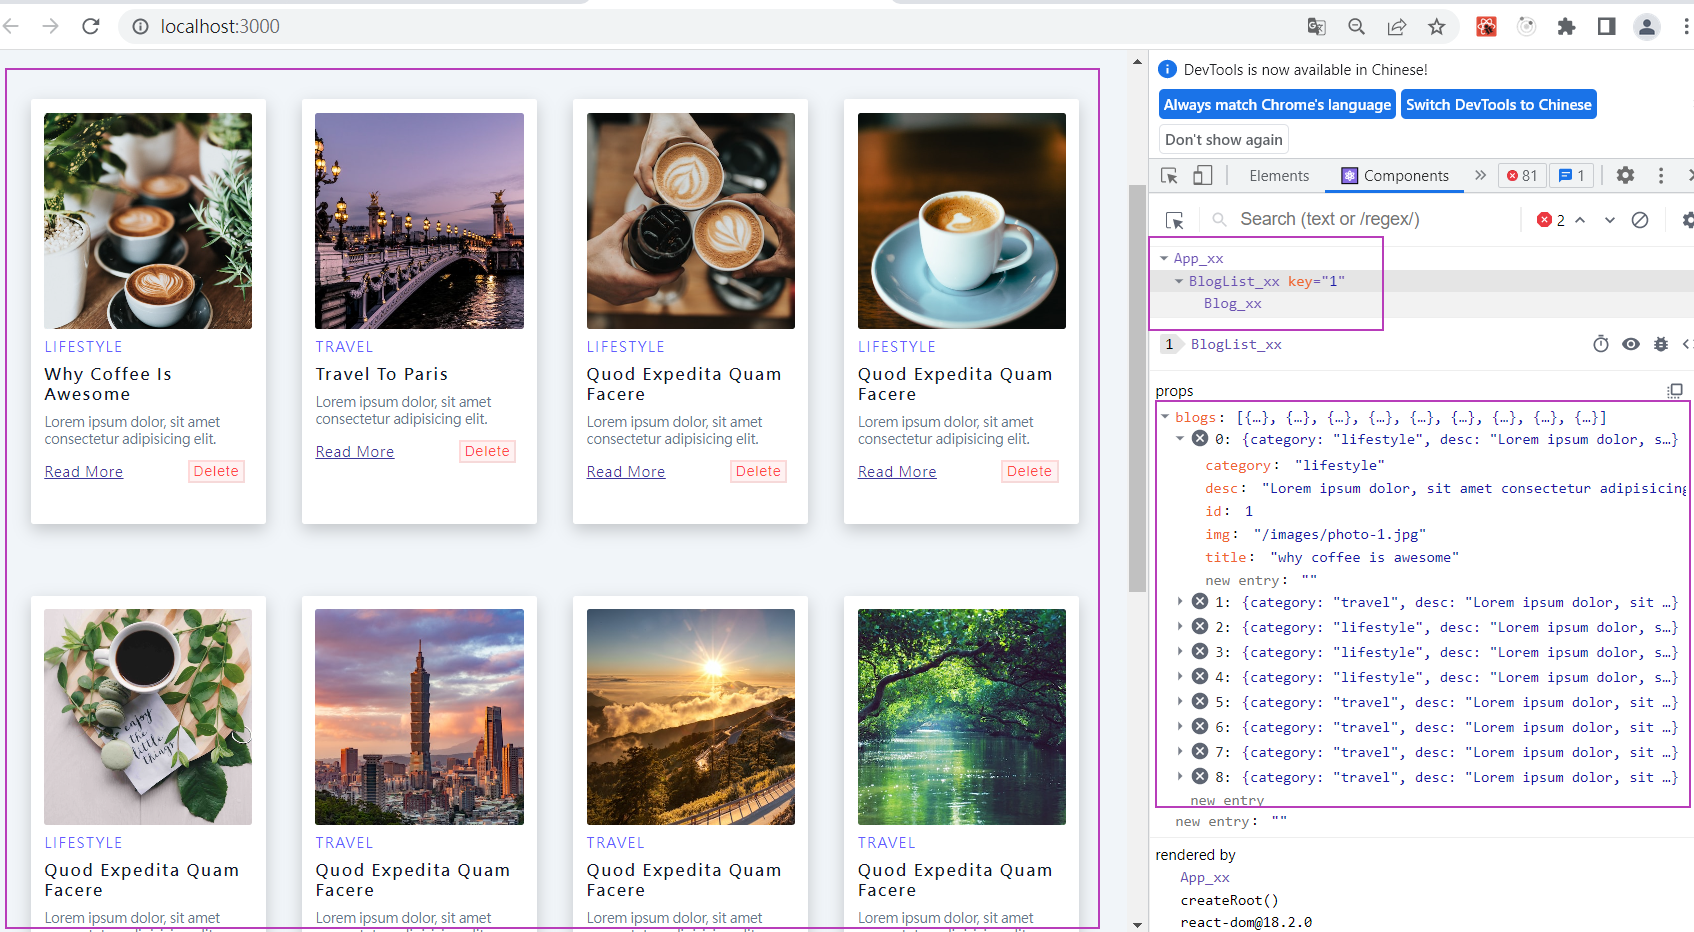 localhost:3000
DevTools is now available in Chinese!
Always match Chrome's language
Switch DevTools to Chinese
Don't show again
Elements
Components
81
1
Search (text or /regex/)
2
App_xx
BlogList_xx key="1"
Blog_xx
1 BlogList_xx
props
blogs: [{…}, {…}, {…}, {…}, {…}, {…}, {…}, {…}, {…}]
0: {category: "lifestyle", desc: "Lorem ipsum dolor, s…}
category: "lifestyle"
desc: "Lorem ipsum dolor, sit amet consectetur adipisicing
id: 1
img: "/images/photo-1.jpg"
title: "why coffee is awesome"
new entry: ""
1: {category: "travel", desc: "Lorem ipsum dolor, sit …}
2: {category: "lifestyle", desc: "Lorem ipsum dolor, s…}
3: {category: "lifestyle", desc: "Lorem ipsum dolor, s…}
4: {category: "lifestyle", desc: "Lorem ipsum dolor, s…}
5: {category: "travel", desc: "Lorem ipsum dolor, sit …}
6: {category: "travel", desc: "Lorem ipsum dolor, sit …}
7: {category: "travel", desc: "Lorem ipsum dolor, sit …}
8: {category: "travel", desc: "Lorem ipsum dolor, sit …}
new entry
new entry: ""
rendered by
App_xx
createRoot()
react-dom@18.2.0
LIFESTYLE
Why Coffee Is
Awesome
Lorem ipsum dolor, sit amet
consectetur adipisicing elit.
Read More
Delete
TRAVEL
Travel To Paris
Lorem ipsum dolor, sit amet
consectetur adipisicing elit.
Read More
Delete
LIFESTYLE
Quod Expedita Quam
Facere
Lorem ipsum dolor, sit amet
consectetur adipisicing elit.
Read More
Delete
LIFESTYLE
Quod Expedita Quam
Facere
Lorem ipsum dolor, sit amet
consectetur adipisicing elit.
Read More
Delete
enjoy
the
little
things
LIFESTYLE
Quod Expedita Quam
Facere
Lorem ipsum dolor, sit amet
TRAVEL
Quod Expedita Quam
Facere
Lorem ipsum dolor, sit amet
TRAVEL
Quod Expedita Quam
Facere
Lorem ipsum dolor, sit amet
TRAVEL
Quod Expedita Quam
Facere
Lorem ipsum dolor, sit amet